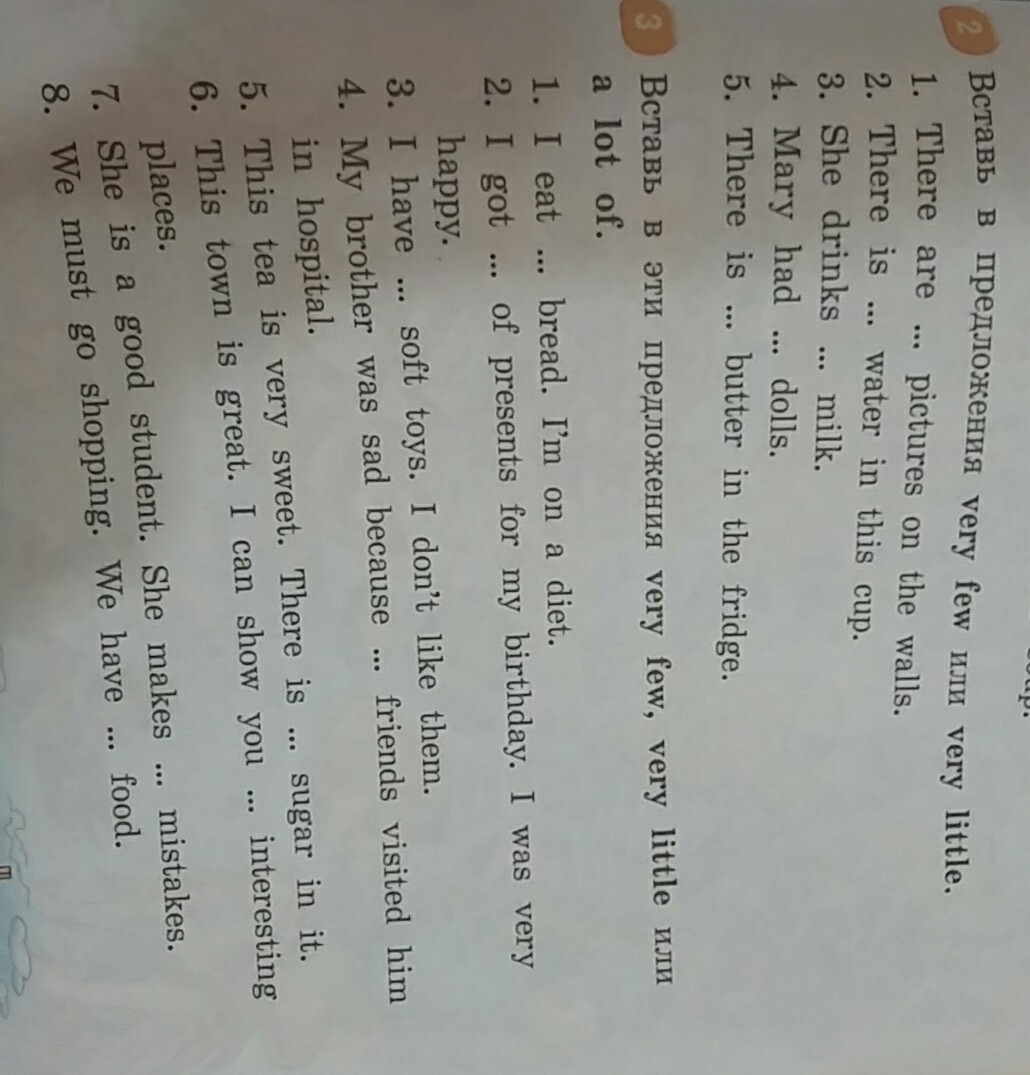 2 Вставь в предложения very few или very little.
1. There are ... pictures on the walls.
2. There is ... water in this cup.
3. She drinks ... milk.
4. Mary had ... dolls.
5. There is ... butter in the fridge.
3 Вставь в эти предложения very few, very little или
a lot of.
1. I eat ... bread. I'm on a diet.
2. I got ... of presents for my birthday. I was very
happy.
3. I have ... soft toys. I don't like them.
4. My brother was sad because ... friends visited him
in hospital.
5. This tea is very sweet. There is ... sugar in it.
6. This town is great. I can show you ... interesting
places.
7. She is a good student. She makes ... mistakes.
8. We must go shopping. We have ... food.